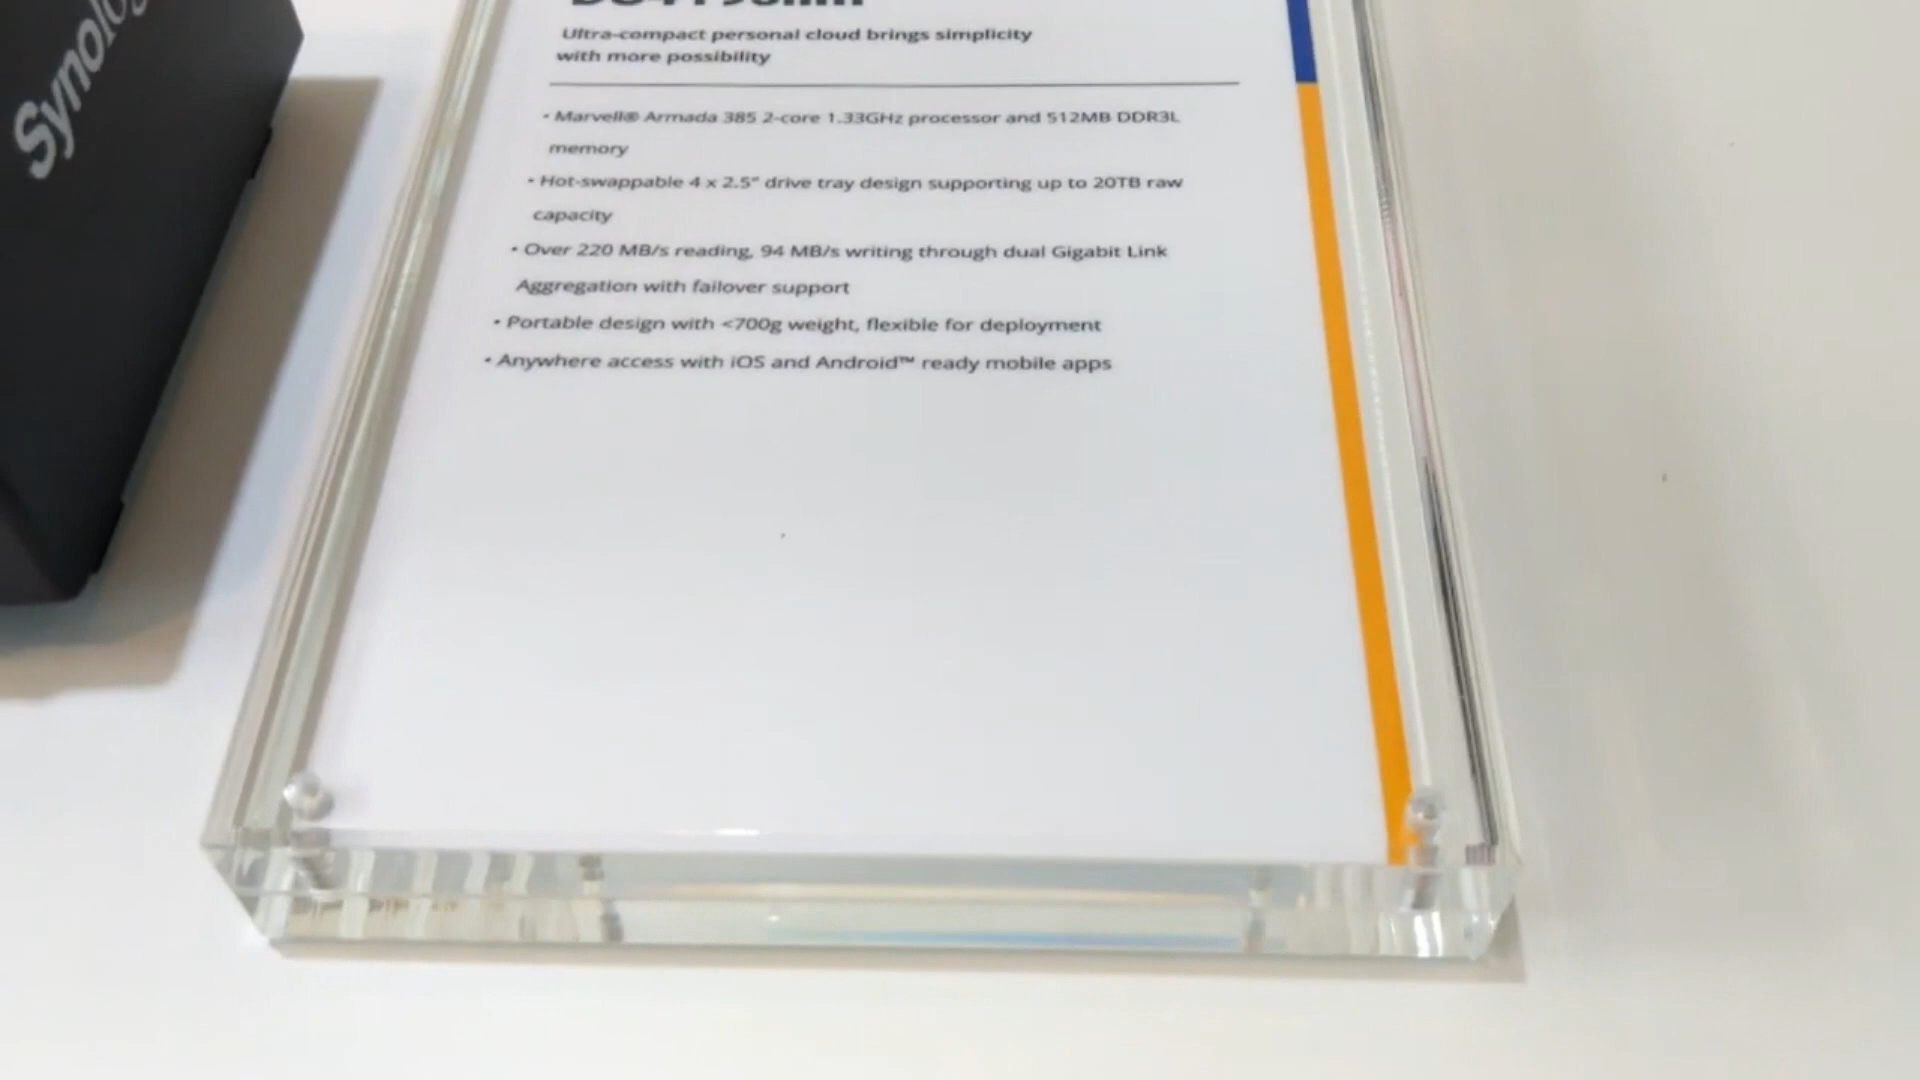 Synolo
DS419slim
Ultra-compact personal cloud brings simplicity
with more possibility
• Marvell® Armada 385 2-core 1.33GHz processor and 512MB DDR3L
memory
• Hot-swappable 4 x 2.5" drive tray design supporting up to 20TB raw
capacity
• Over 220 MB/s reading, 94 MB/s writing through dual Gigabit Link
Aggregation with failover support
• Portable design with <700g weight, flexible for deployment
• Anywhere access with iOS and Android™ ready mobile apps